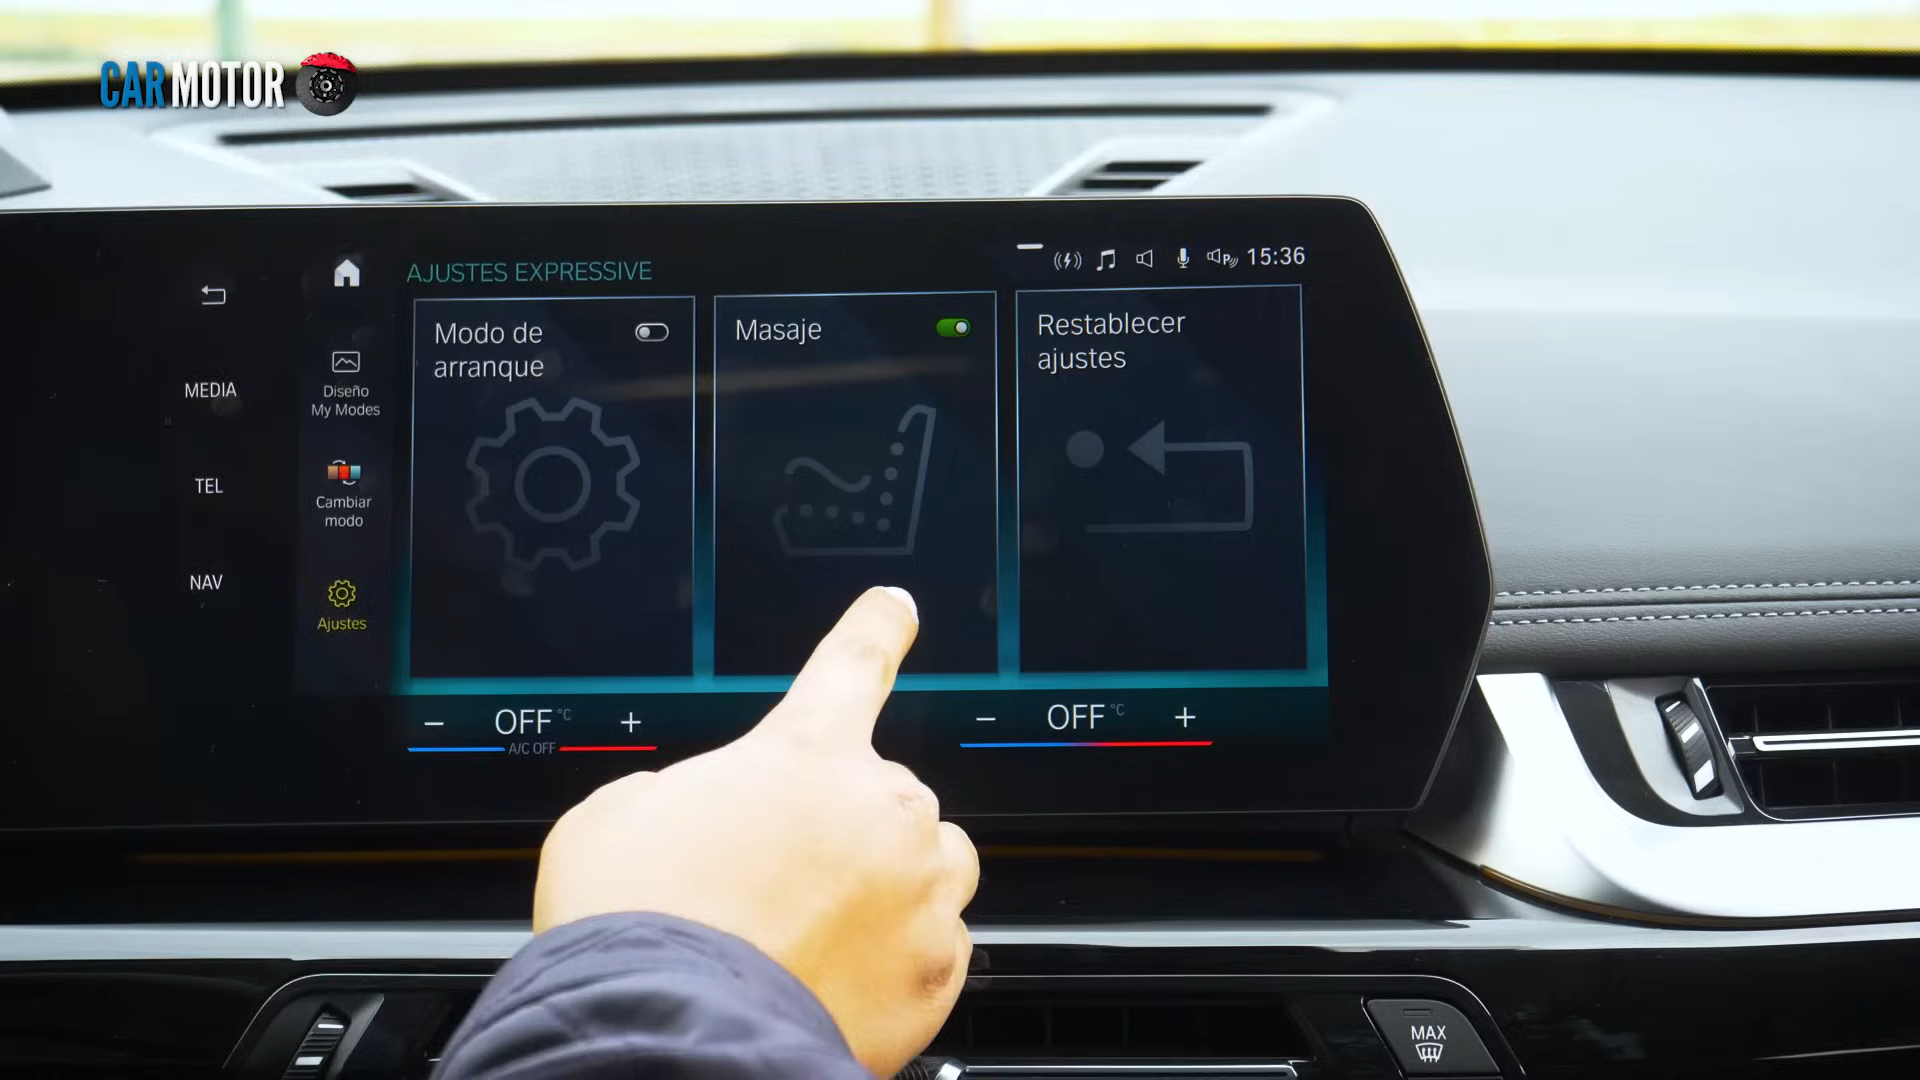 CARMOTOR
AJUSTES EXPRESSIVE
15:36
Modo de
arranque
Masaje
Restablecer
ajustes
MEDIA
TEL
NAV
Diseño
My Modes
Cambiar
modo
Ajustes
− OFF °C +
A/C OFF
− OFF °C +
MAX